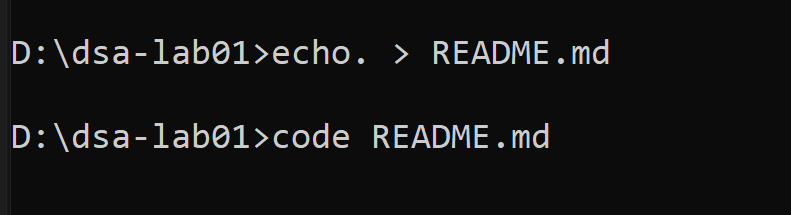 D:\dsa-lab01>echo. > README.md
D:\dsa-lab01>code README.md